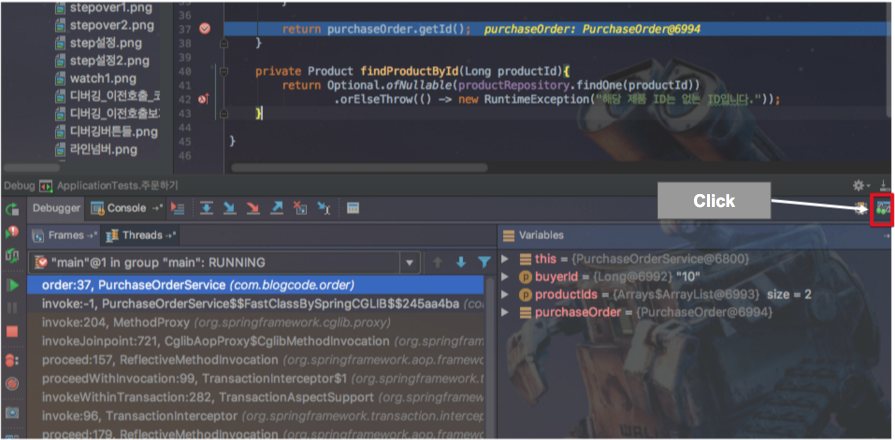 stepover1.png
stepover2.png
step설정.png
step설정2.png
watch1.png
디버깅_이전호출_코
디버깅_이전호출보기
디버깅버튼들.png
라인넘버.png
36
37 return purchaseOrder.getId(); purchaseOrder: PurchaseOrder@6994
38 }
39
40 private Product findProductById(Long productId){
41 return Optional.ofNullable(productRepository.findOne(productId))
42 .orElseThrow(() -> new RuntimeException("해당 제품 ID는 없는 ID입니다."));
43 }
44
45 }
46
Debug ApplicationTests.주문하기
Debugger Console
Click
Frames Threads
Variables
"main"@1 in group "main": RUNNING
order:37, PurchaseOrderService (com.blogcode.order)
invoke:-1, PurchaseOrderService$$FastClassBySpringCGLIB$$245aa4ba (co
invoke:204, MethodProxy (org.springframework.cglib.proxy)
invokeJoinpoint:721, CglibAopProxy$CglibMethodInvocation (org.springfram
proceed:157, ReflectiveMethodInvocation (org.springframework.aop.framew
proceedWithInvocation:99, TransactionInterceptor$1 (org.springframework.t
invokeWithinTransaction:282, TransactionAspectSupport (org.springframewo
invoke:96, TransactionInterceptor (org.springframework.transaction.intercep
proceed:179, ReflectiveMethodInvocation (org.springframework.aop.framew
this = {PurchaseOrderService@6800}
buyerId = {Long@6992} "10"
productIds = {Arrays$ArrayList@6993} size = 2
purchaseOrder = {PurchaseOrder@6994}